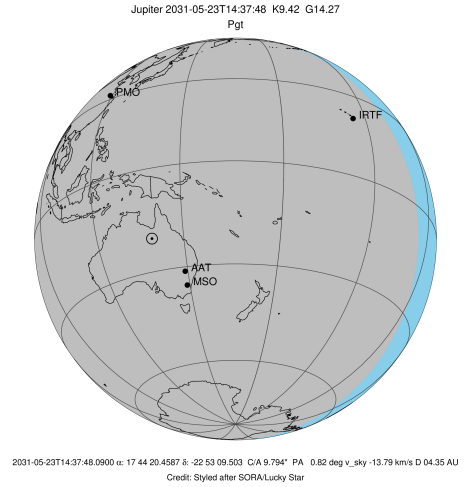 Jupiter 2031-05-23T14:37:48 K9.42 G14.27
Pgt
PMO
IRTF
AAT
MSO
2031-05-23T14:37:48.0900 α: 17 44 20.4587 δ: -22 53 09.503 C/A 9.794" PA 0.82 deg v_sky -13.79 km/s D 04.35 AU
Credit: Styled after SORA/Lucky Star